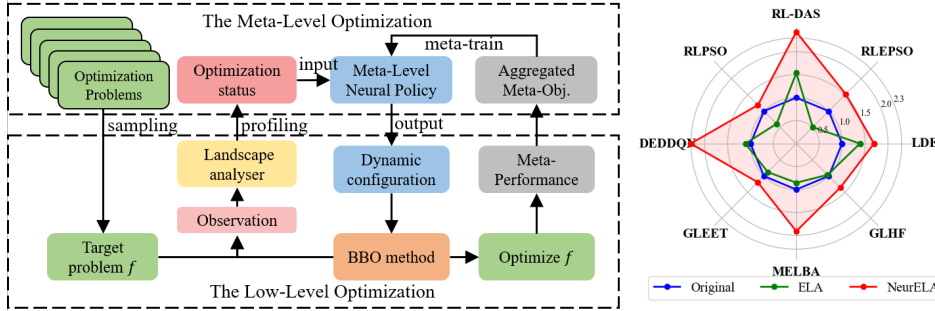 The Meta-Level Optimization
Optimization
Problems
Optimization
status
input
Meta-Level
Neural Policy
meta-train
Aggregated
Meta-Obj.
sampling
profiling
output
Landscape
analyser
Dynamic
configuration
Meta-
Performance
Observation
Target
problem f
BBO method
Optimize f
The Low-Level Optimization
RL-DAS
RLPSO
RLEPSO
2.3
2.0
1.5
1.0
0.5
DEDDQN
LDE
GLEET
GLHF
MELBA
Original
ELA
NeurELA